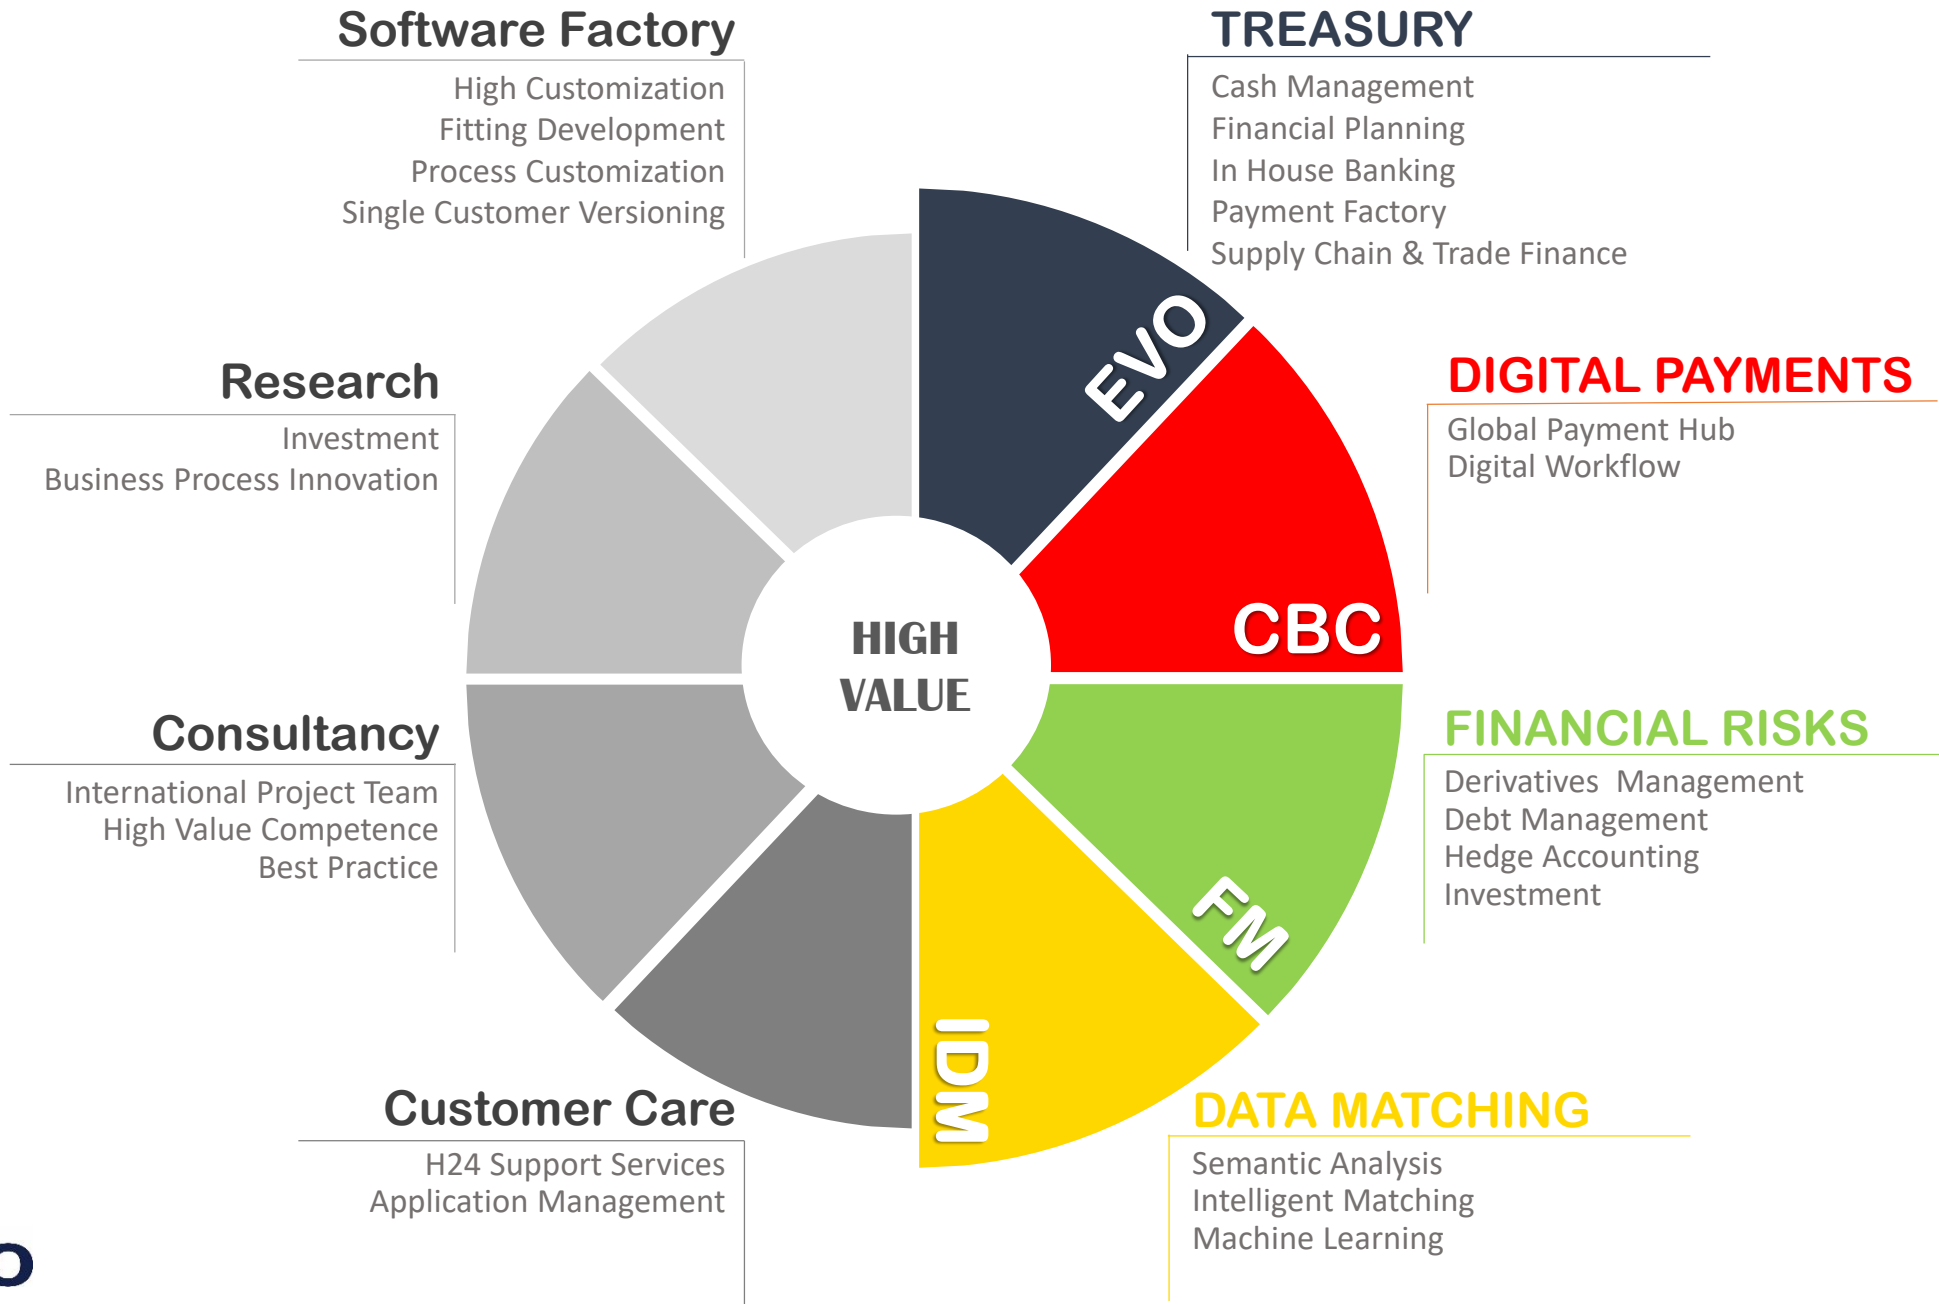 Software Factory
High Customization
Fitting Development
Process Customization
Single Customer Versioning
TREASURY
Cash Management
Financial Planning
In House Banking
Payment Factory
Supply Chain & Trade Finance
Research
Investment
Business Process Innovation
DIGITAL PAYMENTS
Global Payment Hub
Digital Workflow
EVO
CBC
HIGH
VALUE
FM
IDM
Consultancy
International Project Team
High Value Competence
Best Practice
FINANCIAL RISKS
Derivatives  Management
Debt Management
Hedge Accounting
Investment
Customer Care
H24 Support Services
Application Management
DATA MATCHING
Semantic Analysis
Intelligent Matching
Machine Learning